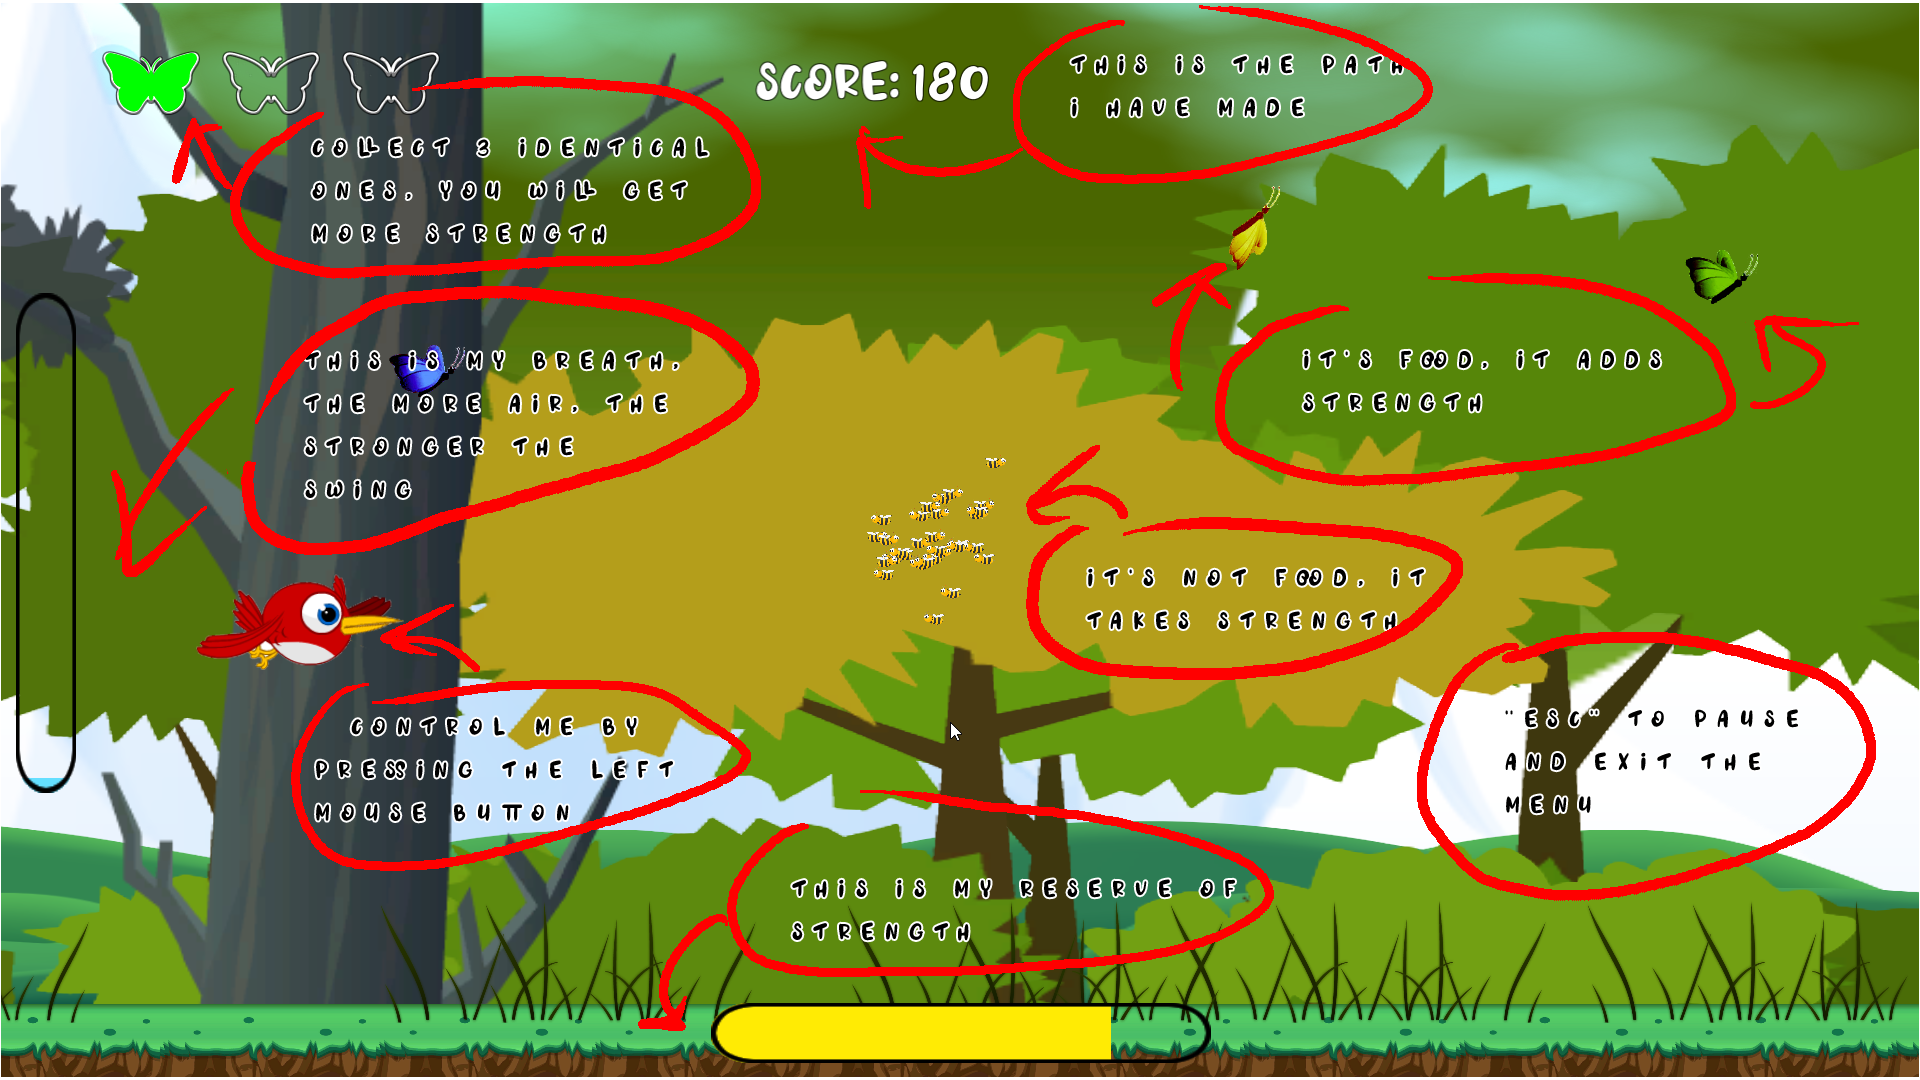 SCORE: 180
THIS IS THE PATH
I HAVE MADE
COLLECT 3 IDENTICAL
ONES, YOU WILL GET
MORE STRENGTH
THIS IS MY BREATH,
THE MORE AIR, THE
STRONGER THE
SWING
IT'S FOOD, IT ADDS
STRENGTH
IT'S NOT FOOD, IT
TAKES STRENGTH
CONTROL ME BY
PRESSING THE LEFT
MOUSE BUTTON
"ESC" TO PAUSE
AND EXIT THE
MENU
THIS IS MY RESERVE OF
STRENGTH